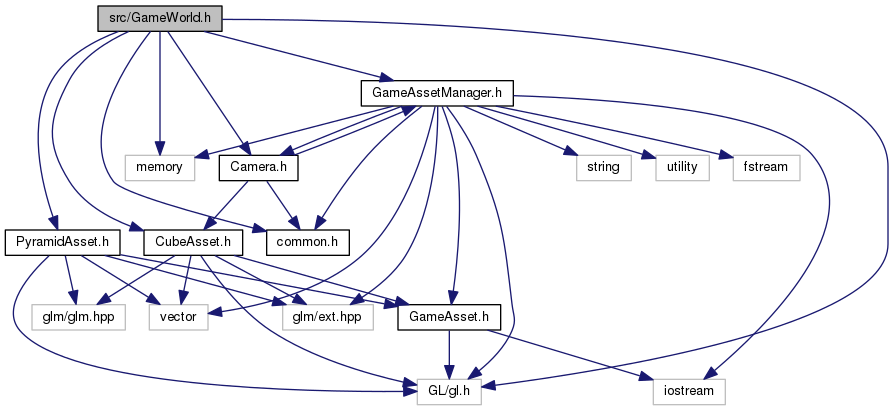 src/GameWorld.h
GameAssetManager.h
memory
Camera.h
string
utility
fstream
PyramidAsset.h
CubeAsset.h
common.h
glm/glm.hpp
vector
glm/ext.hpp
GameAsset.h
GL/gl.h
iostream